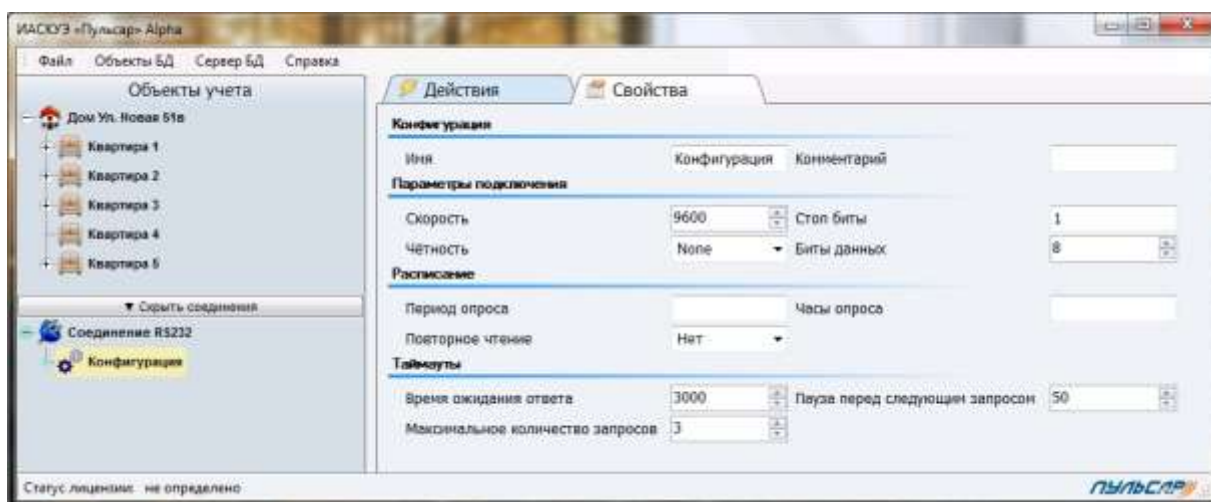 ИАСКУЭ «Пульсар» Alpha
Файл Объекты БД Сервер БД Справка
Объекты учета
Дом Ул. Новая 51в
Квартира 1
Квартира 2
Квартира 3
Квартира 4
Квартира 5
▼ Скрыть соединения
Соединение RS232
Конфигурация
Действия Свойства
Конфигурация
Имя Конфигурация Комментарий
Параметры подключения
Скорость 9600 Стоп биты 1
Чётность None Биты данных 8
Расписание
Период опроса Часы опроса
Повторное чтение Нет
Таймауты
Время ожидания ответа 3000 Пауза перед следующим запросом 50
Максимальное количество запросов 3
Статус лицензии: не определено
ПУЛЬСАР